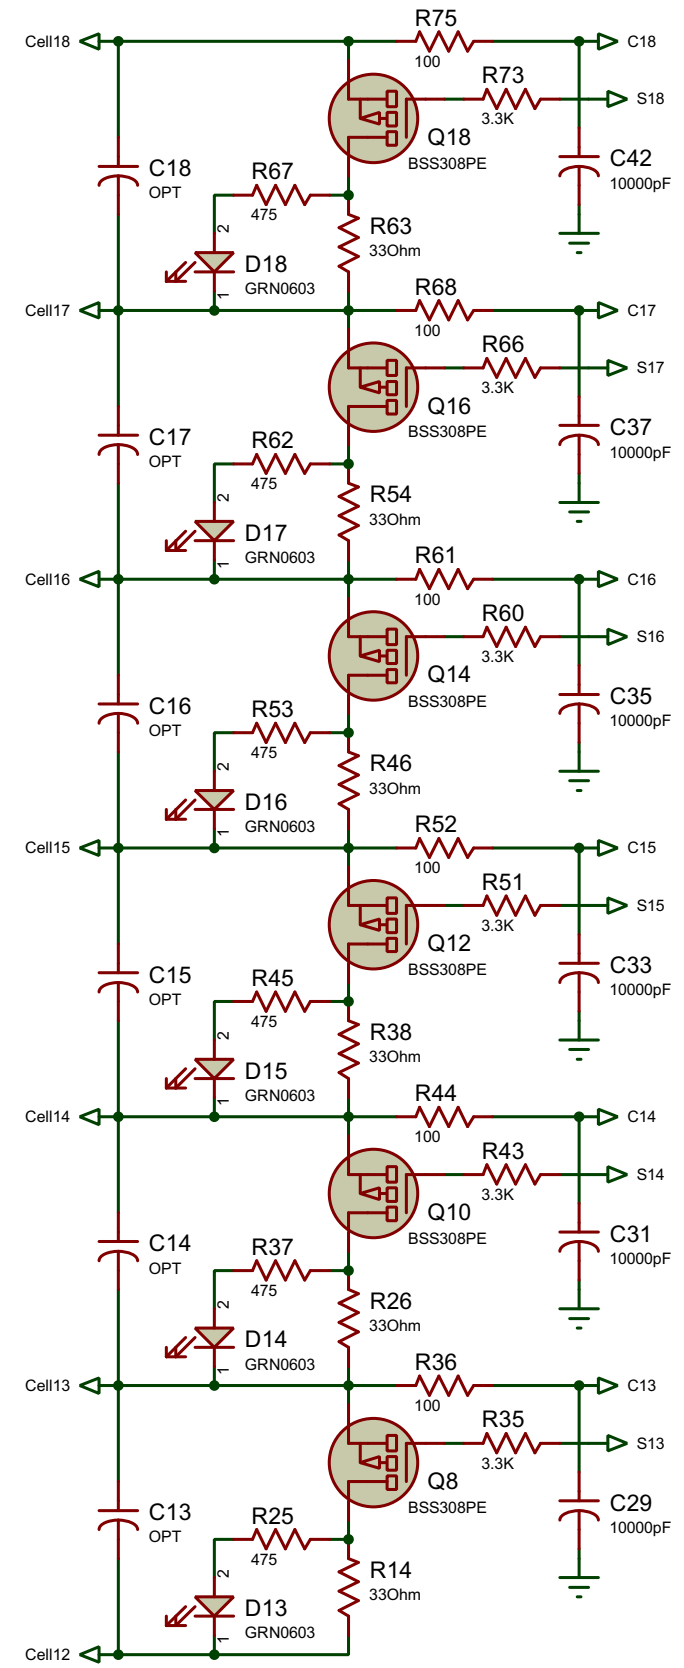 R75
Cell18
C18
100
R73
S18
3.3K
Q18
BSS308PE
C42
10000pF
C18
OPT
R67
475
2
R63
33Ohm
D18
GRN0603
1
R68
Cell17
C17
100
R66
S17
3.3K
Q16
BSS308PE
C37
10000pF
C17
OPT
R62
475
2
R54
33Ohm
D17
GRN0603
1
R61
Cell16
C16
100
R60
S16
3.3K
Q14
BSS308PE
C35
10000pF
C16
OPT
R53
475
2
R46
33Ohm
D16
GRN0603
1
R52
Cell15
C15
100
R51
S15
3.3K
Q12
BSS308PE
C33
10000pF
C15
OPT
R45
475
2
R38
33Ohm
D15
GRN0603
1
R44
Cell14
C14
100
R43
S14
3.3K
Q10
BSS308PE
C31
10000pF
C14
OPT
R37
475
2
R26
33Ohm
D14
GRN0603
1
R36
Cell13
C13
100
R35
S13
3.3K
Q8
BSS308PE
C29
10000pF
C13
OPT
R25
475
2
R14
33Ohm
D13
GRN0603
1
Cell12